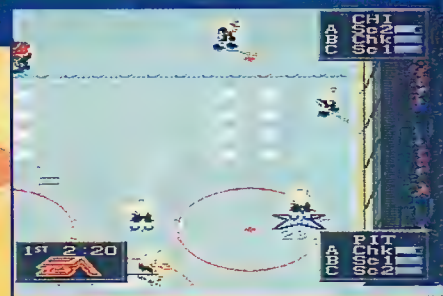 CHI
A Sc2
B Chk
C Sc1
1ST 2:20
PIT
A Chk
B Sc1
C Sc2